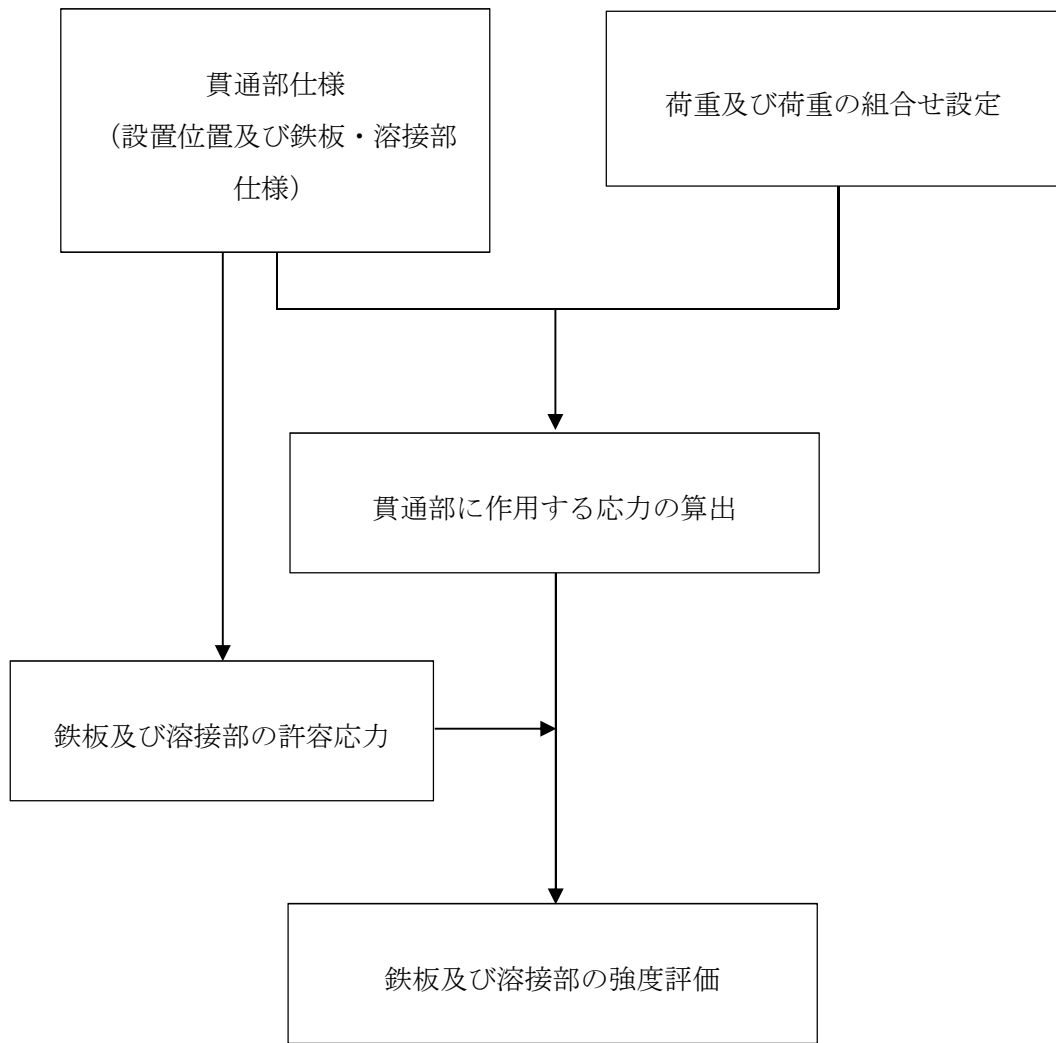 貫通部仕様
（設置位置及び鉄板・溶接部
仕様）
荷重及び荷重の組合せ設定
貫通部に作用する応力の算出
鉄板及び溶接部の許容応力
鉄板及び溶接部の強度評価